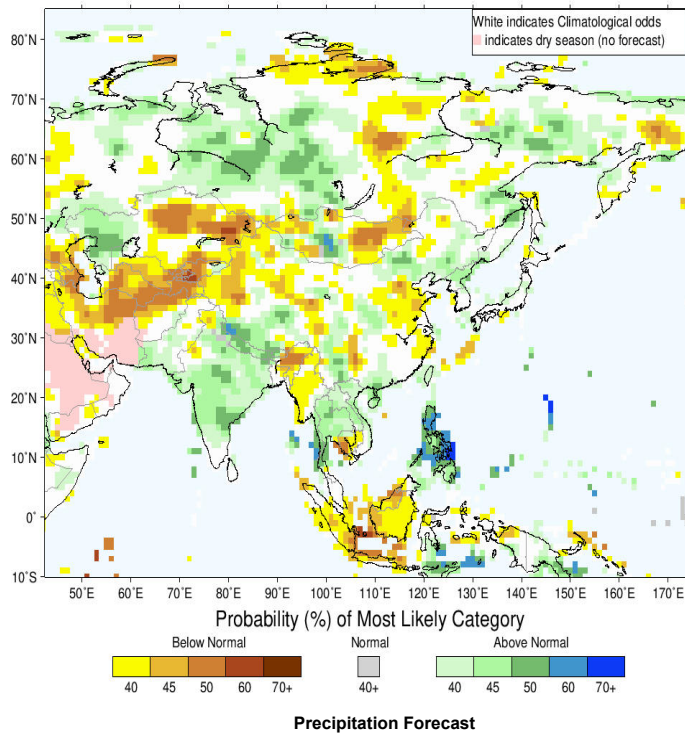 White indicates Climatological odds
indicates dry season (no forecast)
80°N
70°N
60°N
50°N
40°N
30°N
20°N
10°N
0°
10°S
50°E 60°E 70°E 80°E 90°E 100°E 110°E 120°E 130°E 140°E 150°E 160°E 170°E
Probability (%) of Most Likely Category
Below Normal Normal Above Normal
40 45 50 60 70+ 40+ 40 45 50 60 70+
Precipitation Forecast